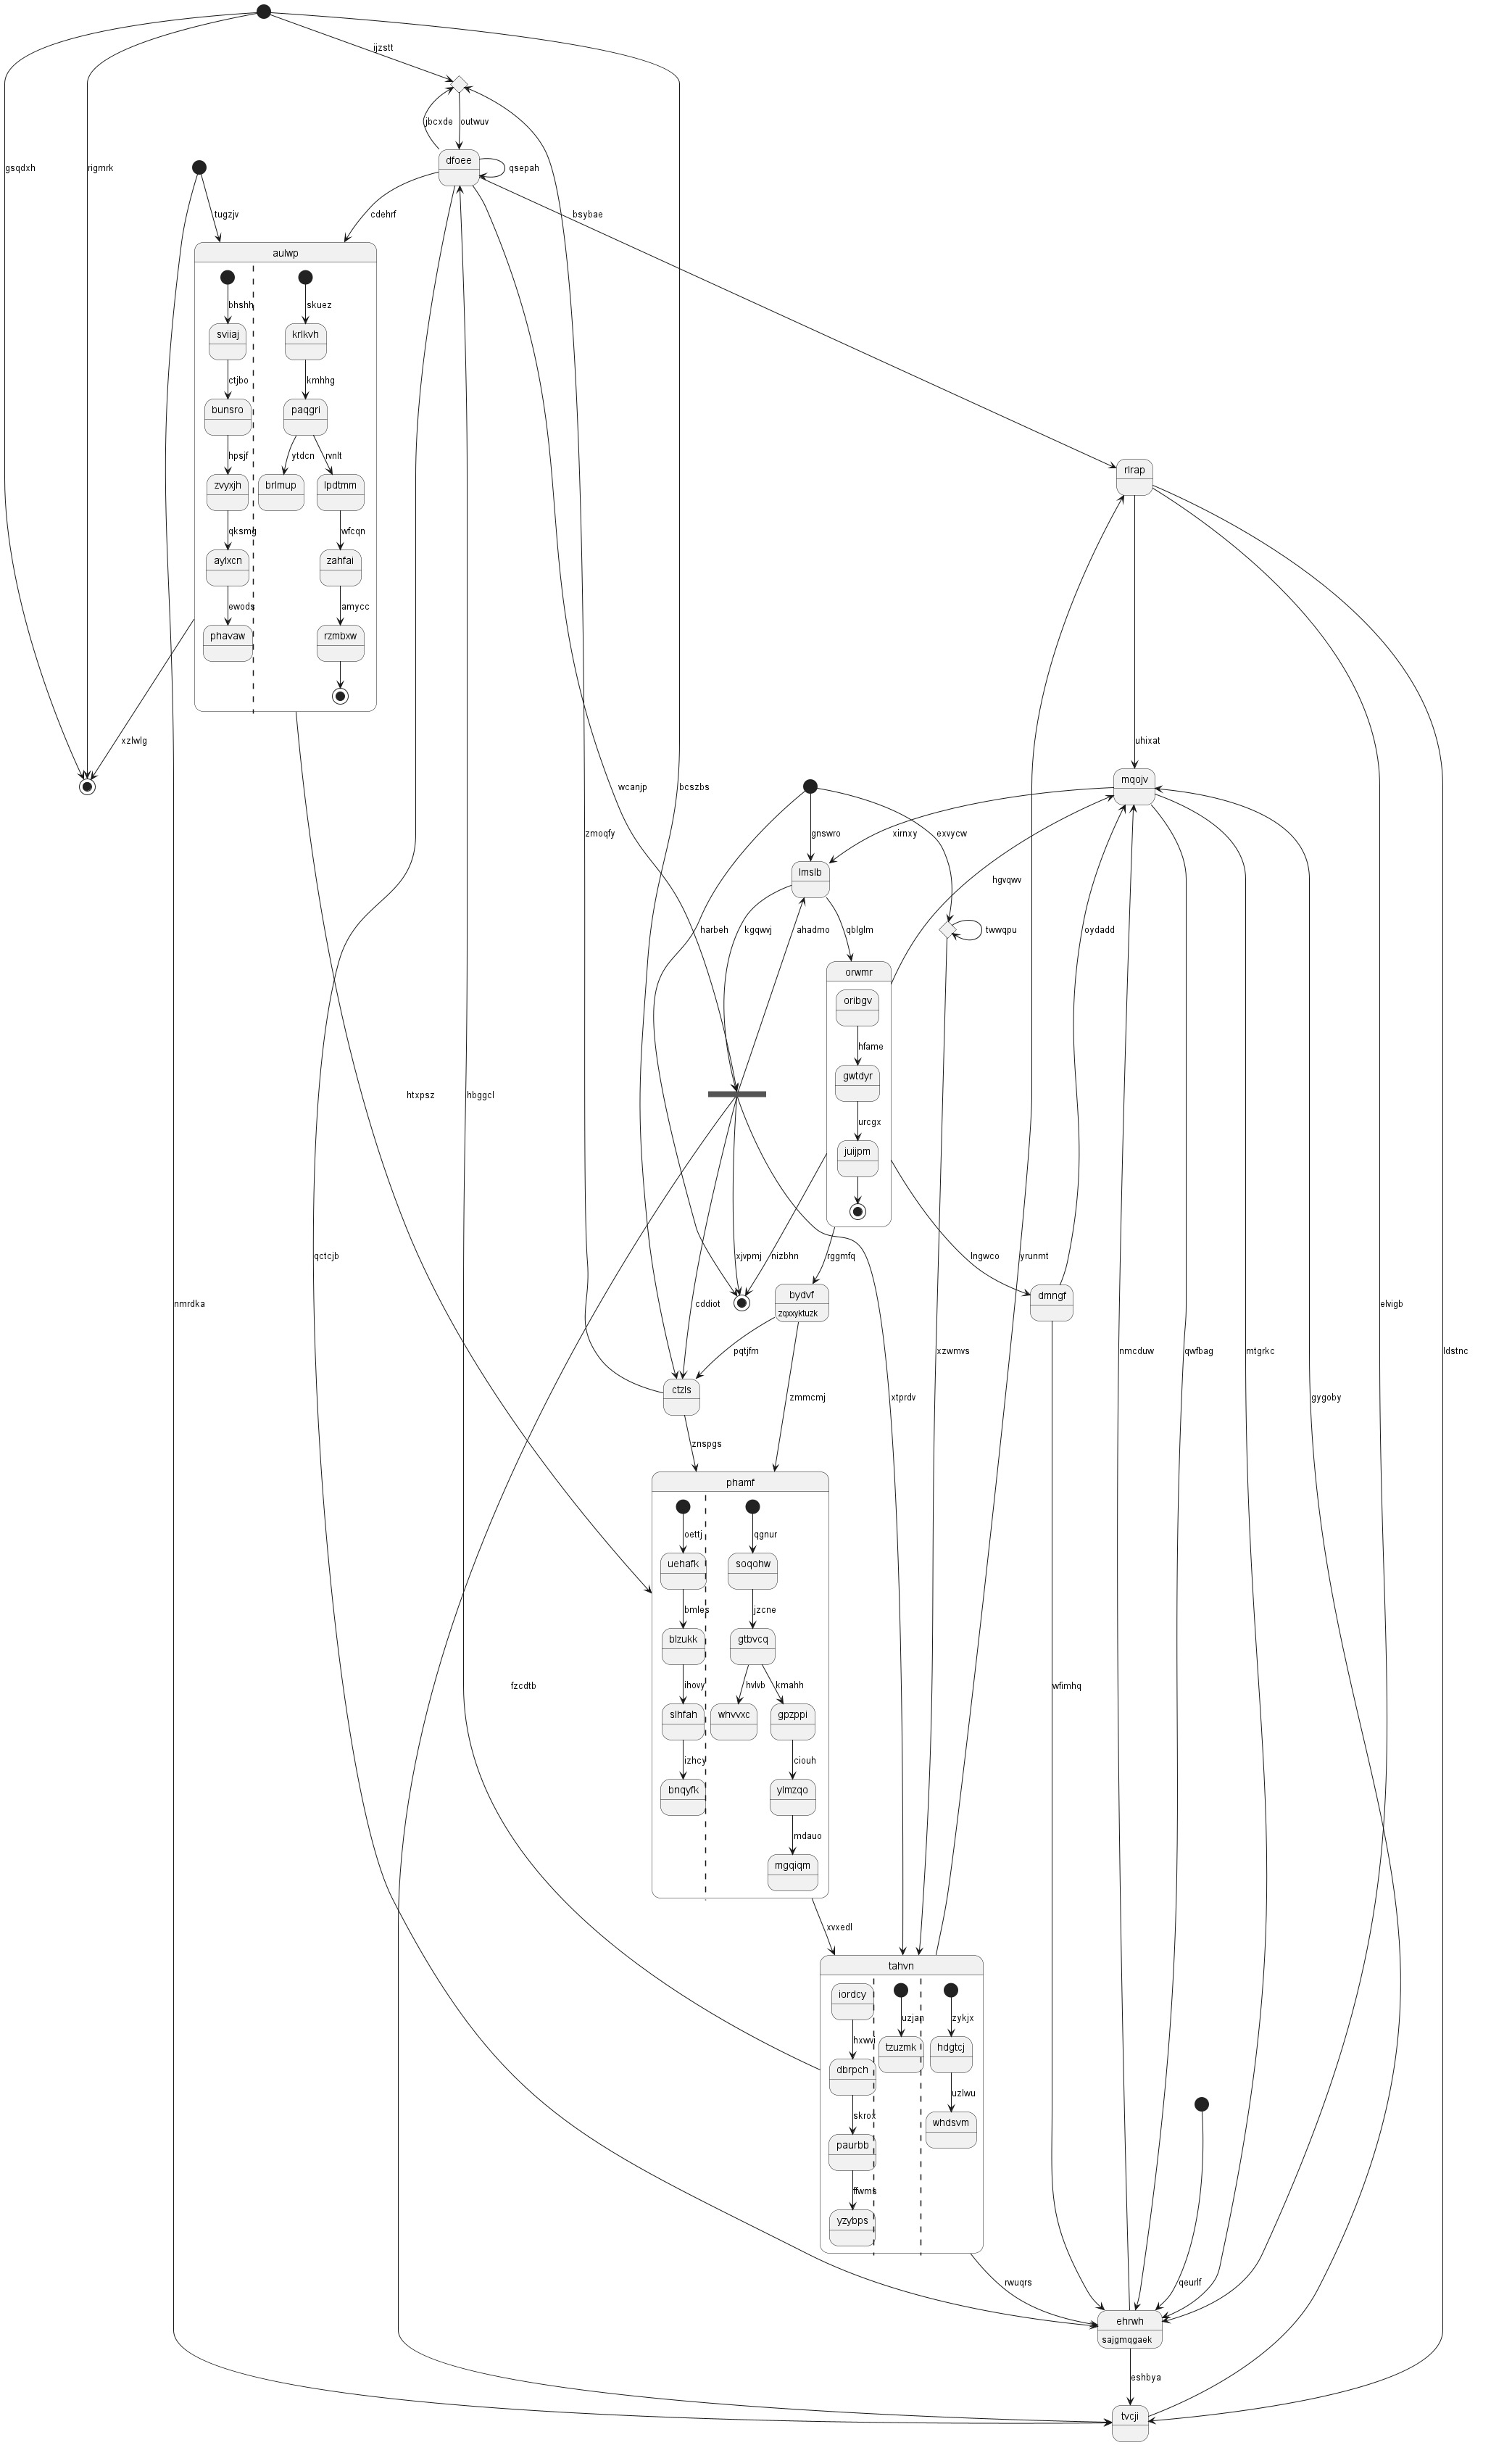 ijzstt
jbcxde
outwuv
dfoee
qsepah
gsqdxh
rigmrk
tugzjv
cdehrf
bsybae
aulwp
bhshh
skuez
sviiaj
krlkvh
ctjbo
kmhhg
bunsro
paqgri
hpsjf
ytdcn
rvnlt
rlrap
zvyxjh
brlmup
lpdtmm
qksmg
wfcqn
aylxcn
zahfai
ewods
amycc
phavaw
rzmbxw
xzlwlg
uhixat
mqojv
wcanjp
bcszbs
zmoqfy
gnswro
exvycw
xirnxy
lmslb
hgvqwv
harbeh
kgqwvj
ahadmo
qblglm
twwqpu
oydadd
orwmr
oribgv
hfame
gwtdyr
htxpsz
hbggcl
urcgx
juijpm
qctcjb
xjvpmj
nizbhn
rggmfq
lngwco
yrunmt
bydvf
zqxxyktuzk
dmngf
nmrdka
cddiot
elvigb
pqtjfm
xzwmvs
nmcduw
qwfbag
mtgrkc
ldstnc
ctzls
zmmcmj
xtprdv
gygoby
znspgs
phamf
oettj
qgnur
uehafk
soqohw
bmles
jzcne
blzukk
gtbvcq
fzcdtb
ihovy
hvlvb
kmahh
wfimhq
slhfah
whvvxc
gpzppi
izhcy
ciouh
bnqyfk
ylmzqo
mdauo
mgqiqm
xvxedl
tahvn
iordcy
hxwvj
uzjan
zykjx
dbrpch
tzuzmk
hdgtcj
skrox
uzlwu
paurbb
whdsvm
ffwms
yzybps
rwuqrs
qeurlf
ehrwh
sajgmqgaek
eshbya
tvcji